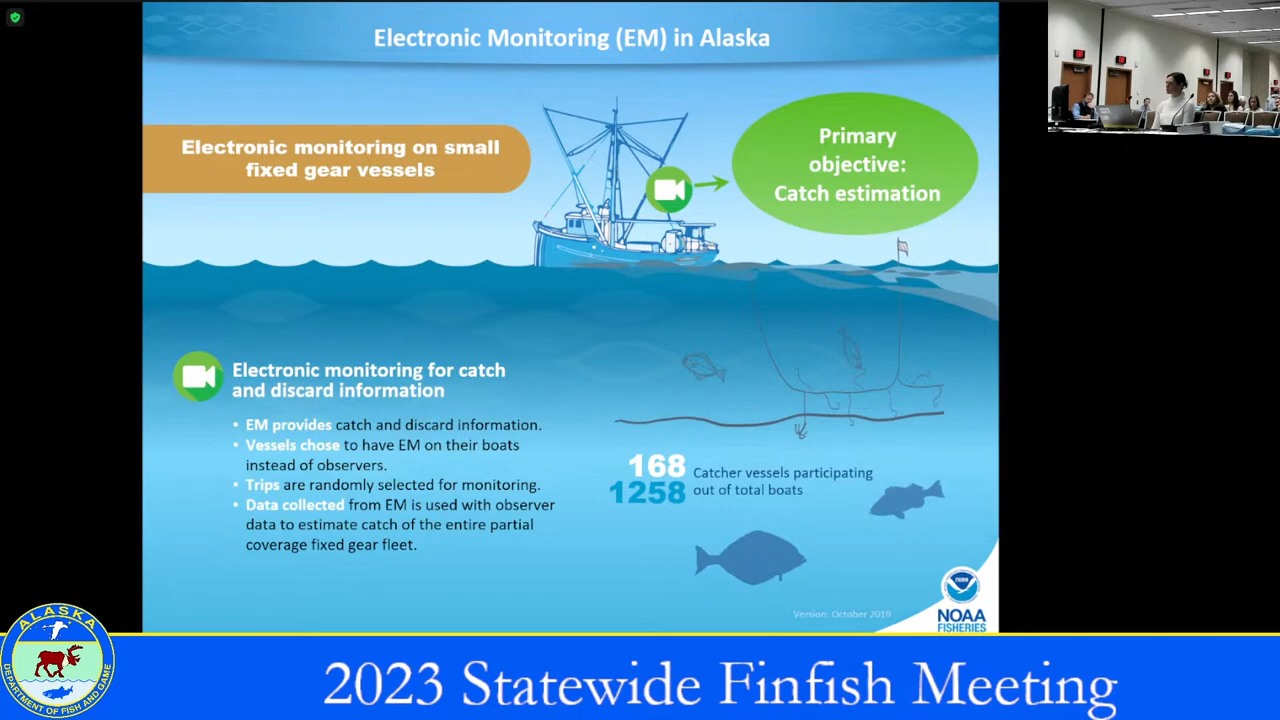 Electronic Monitoring (EM) in Alaska
Electronic monitoring on small
fixed gear vessels
Primary
objective:
Catch estimation
Electronic monitoring for catch
and discard information
• EM provides catch and discard information.
• Vessels chose to have EM on their boats
instead of observers.
• Trips are randomly selected for monitoring.
• Data collected from EM is used with observer
data to estimate catch of the entire partial
coverage fixed gear fleet.
168
1258
Catcher vessels participating
out of total boats
Version: October 2019
NOAA
NOAA
FISHERIES
ALASKA
DEPARTMENT OF FISH AND GAME
2023 Statewide Finfish Meeting